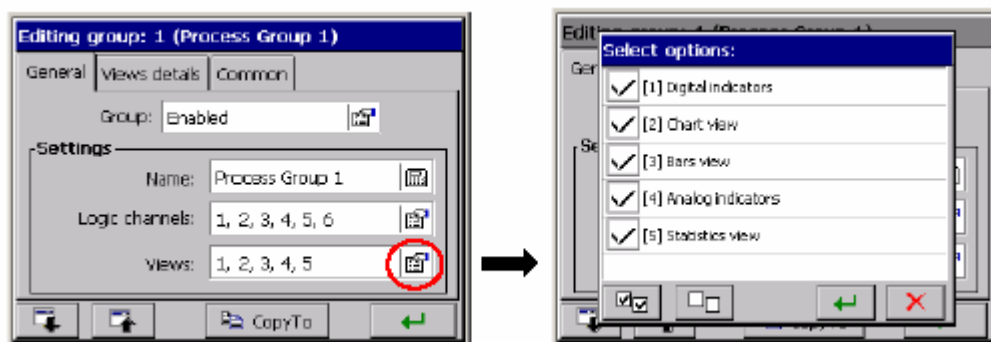 Editing group: 1 (Process Group 1)
General Views details Common
Group: Enabled
Settings
Name: Process Group 1
Logic channels: 1, 2, 3, 4, 5, 6
Views: 1, 2, 3, 4, 5
CopyTo
Select options:
[1] Digital indicators
[2] Chart view
[3] Bars view
[4] Analog indicators
[5] Statistics view